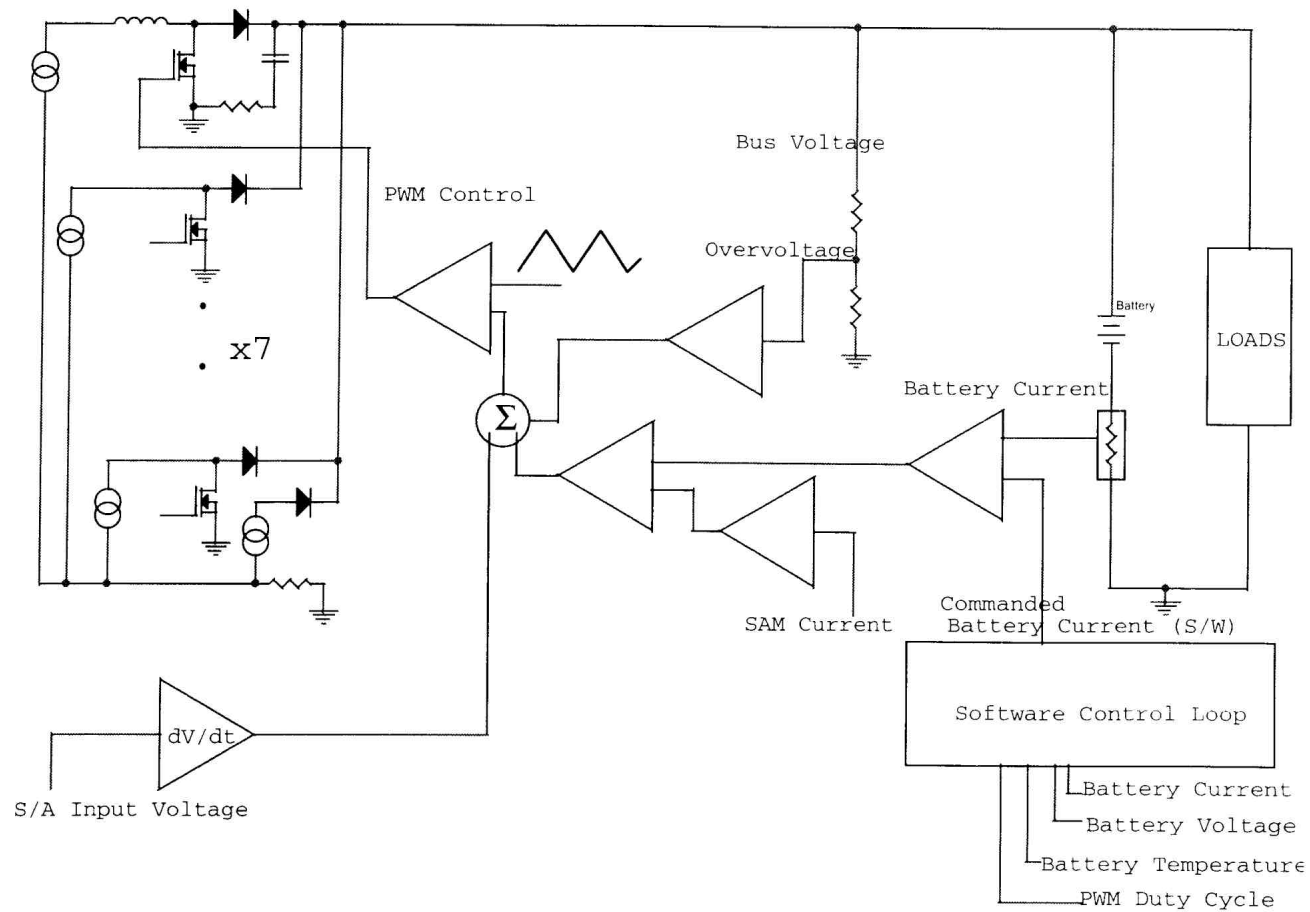 Bus Voltage
PWM Control
Overvoltage
Battery
x7
LOADS
Battery Current
Σ
SAM Current
Commanded
Battery Current (S/W)
Software Control Loop
dV/dt
S/A Input Voltage
Battery Current
Battery Voltage
Battery Temperature
PWM Duty Cycle